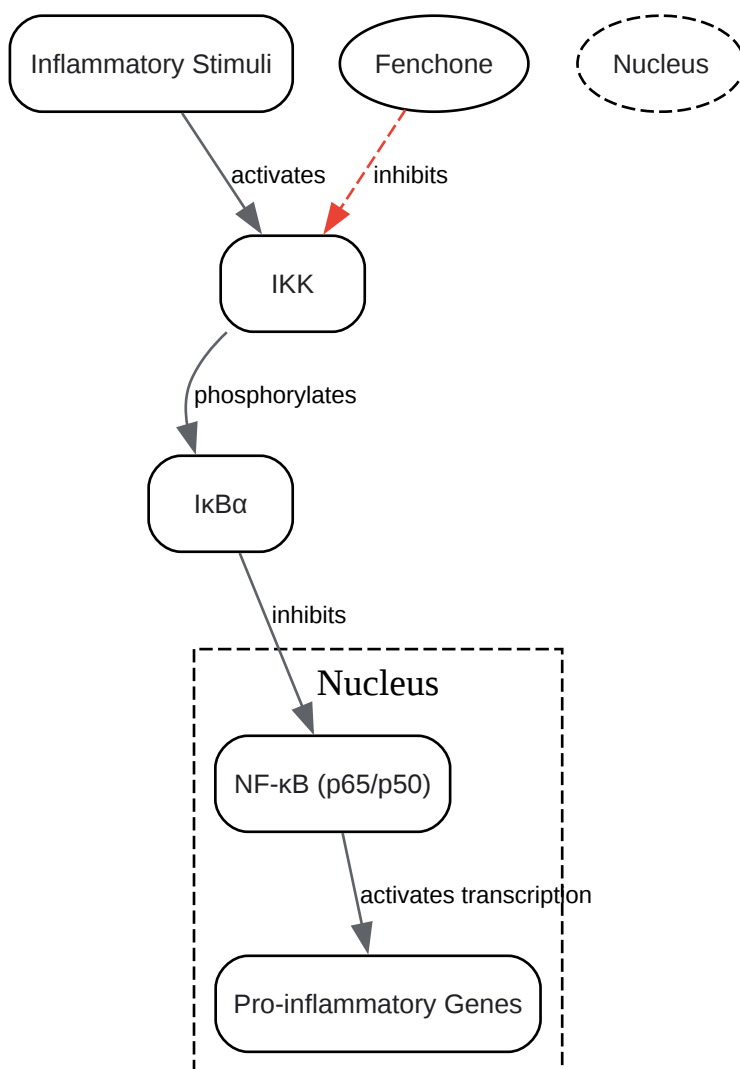 Inflammatory Stimuli
Fenchone
Nucleus
activates
inhibits
IKK
phosphorylates
IκBα
inhibits
Nucleus
NF-κB (p65/p50)
activates transcription
Pro-inflammatory Genes